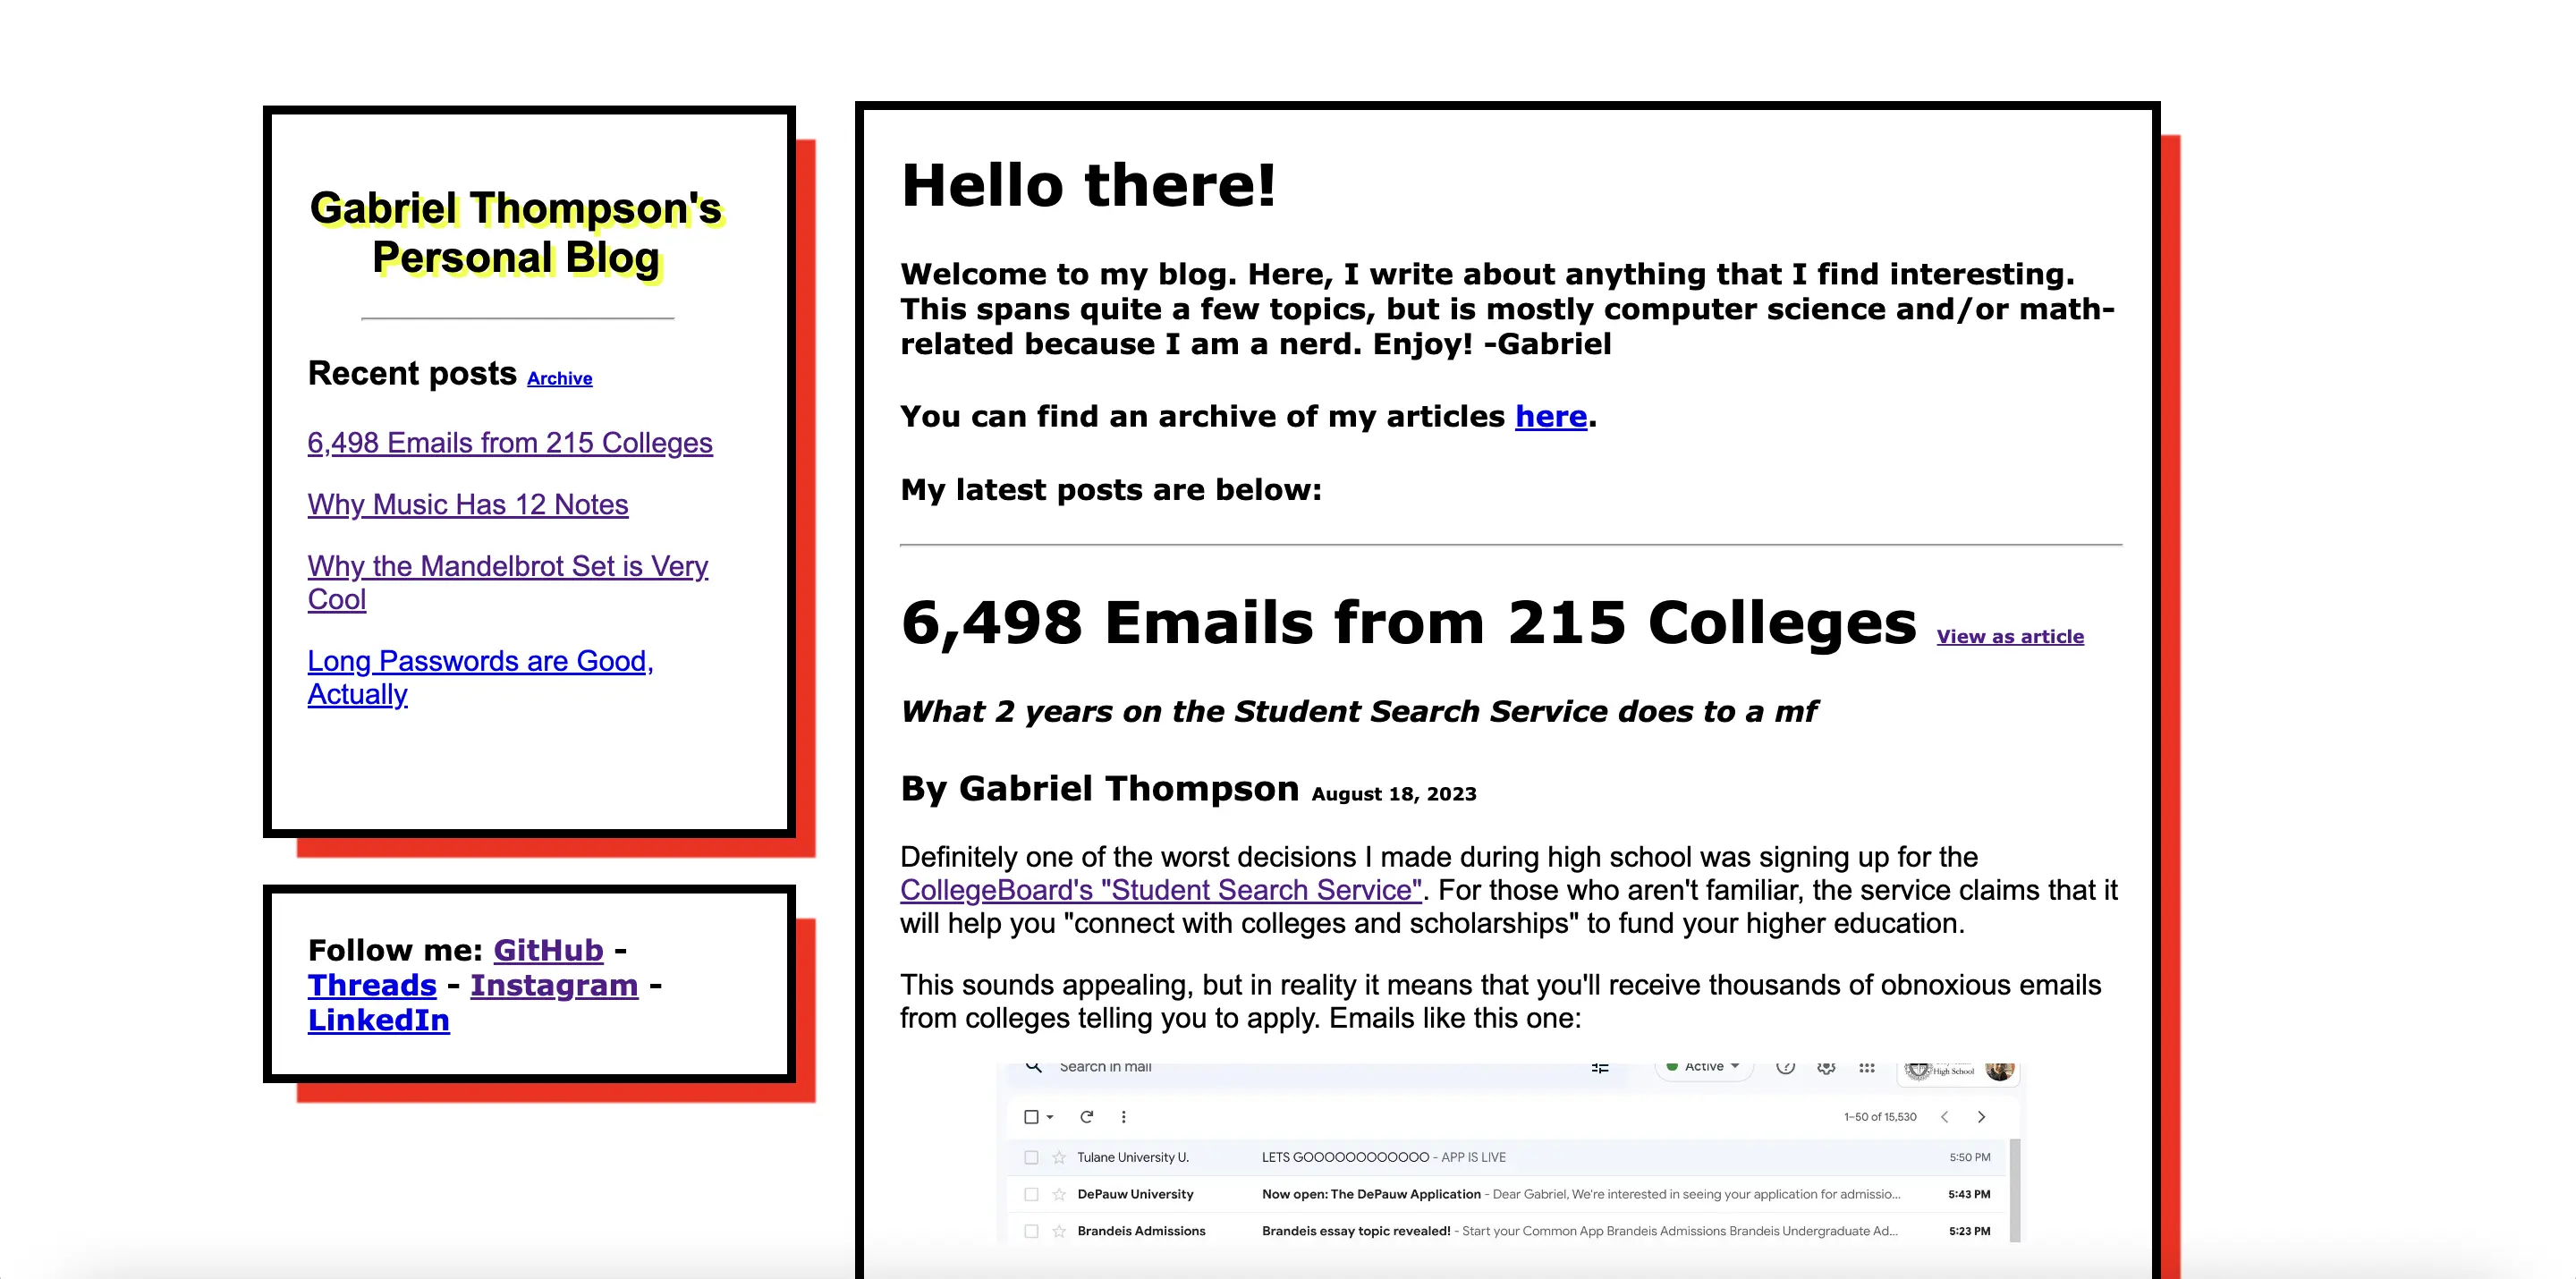 Gabriel Thompson's
Personal Blog
Recent posts Archive
6,498 Emails from 215 Colleges
Why Music Has 12 Notes
Why the Mandelbrot Set is Very
Cool
Long Passwords are Good,
Actually
Follow me: GitHub -
Threads - Instagram -
LinkedIn
Hello there!
Welcome to my blog. Here, I write about anything that I find interesting.
This spans quite a few topics, but is mostly computer science and/or math-
related because I am a nerd. Enjoy! -Gabriel
You can find an archive of my articles here.
My latest posts are below:
6,498 Emails from 215 Colleges View as article
What 2 years on the Student Search Service does to a mf
By Gabriel Thompson August 18, 2023
Definitely one of the worst decisions I made during high school was signing up for the
CollegeBoard's "Student Search Service". For those who aren't familiar, the service claims that it
will help you "connect with colleges and scholarships" to fund your higher education.
This sounds appealing, but in reality it means that you'll receive thousands of obnoxious emails
from colleges telling you to apply. Emails like this one:
Search in mail Active High School
1–50 of 15,530
Tulane University U. LETS GOOOOOOOOOOOO - APP IS LIVE 5:50 PM
DePauw University Now open: The DePauw Application - Dear Gabriel, We're interested in seeing your application for admissio... 5:43 PM
Brandeis Admissions Brandeis essay topic revealed! - Start your Common App Brandeis Admissions Brandeis Undergraduate Ad... 5:23 PM